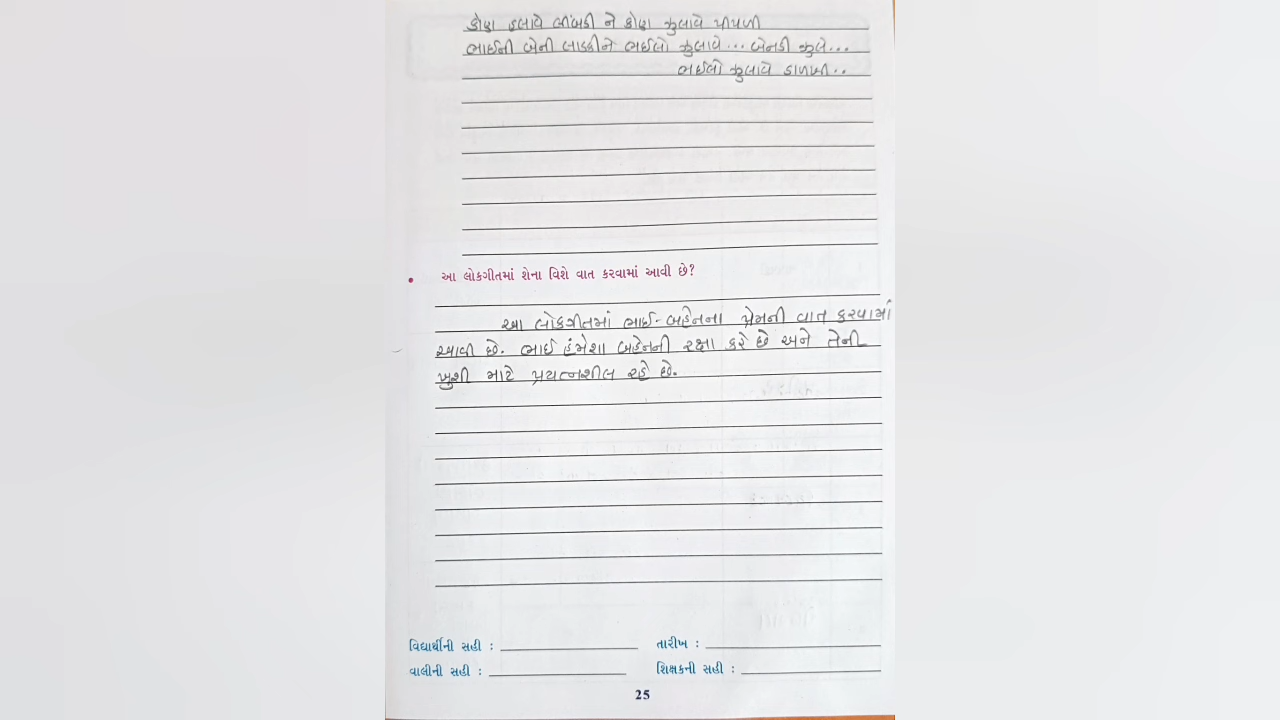 કોણ હલાવે લીંબડી ને કોણ ઝુલાવે પીપળી
ભાઈની બેની લાડકીને ભઈલો ઝુલાવે... બેનડી ઝુલે...
ભઈલો ઝુલાવે ડાળખી..
• આ લોકગીતમાં શેના વિશે વાત કરવામાં આવી છે?
આ લોકગીતમાં ભાઈ-બહેનના પ્રેમની વાત કરવામાં
આવી છે. ભાઈ હંમેશા બહેનની રક્ષા કરે છે અને તેની
ખુશી માટે પ્રયત્નશીલ રહે છે.
વિદ્યાર્થીની સહી : તારીખ :
વાલીની સહી : શિક્ષકની સહી :
25